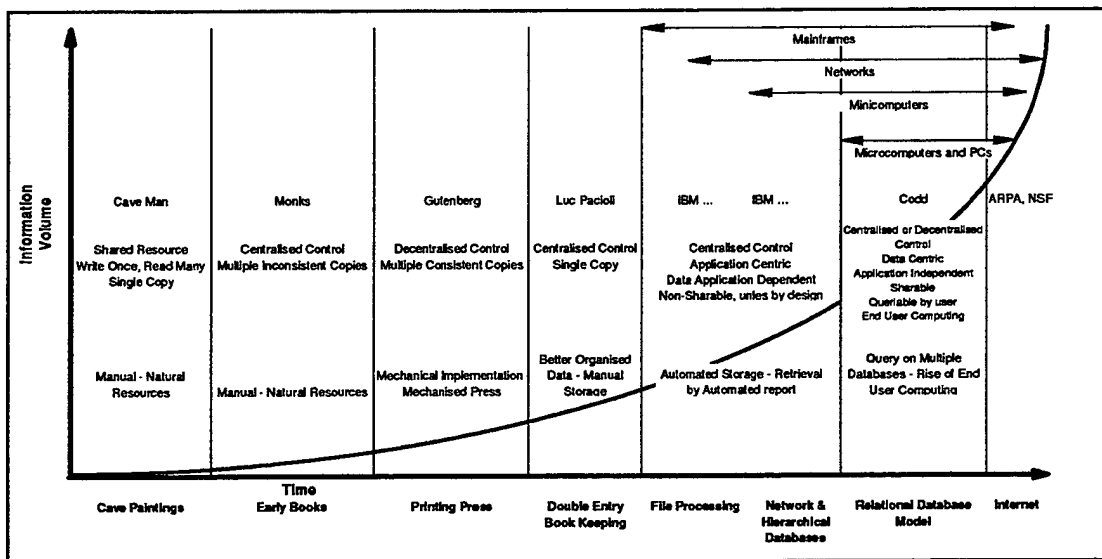 Mainframes
Networks
Minicomputers
Microcomputers and PCs
Information
Volume
Cave Man
Monks
Gutenberg
Luc Pacioli
IBM ...
IBM ...
Codd
ARPA, NSF
Shared Resource
Write Once, Read Many
Single Copy
Centralised Control
Multiple Inconsistent Copies
Decentralised Control
Multiple Consistent Copies
Centralised Control
Single Copy
Centralised Control
Application Centric
Data Application Dependent
Non-Sharable, unles by design
Centralised or Decentralised
Control
Data Centric
Application Independent
Sharable
Queriable by user
End User Computing
Manual - Natural
Resources
Manual - Natural Resources
Mechanical Implementation
Mechanised Press
Better Organised
Data - Manual
Storage
Automated Storage - Retrieval
by Automated report
Query on Multiple
Databases - Rise of End
User Computing
Time
Cave Paintings
Early Books
Printing Press
Double Entry
Book Keeping
File Processing
Network &
Hierarchical
Databases
Relational Database
Model
Internet